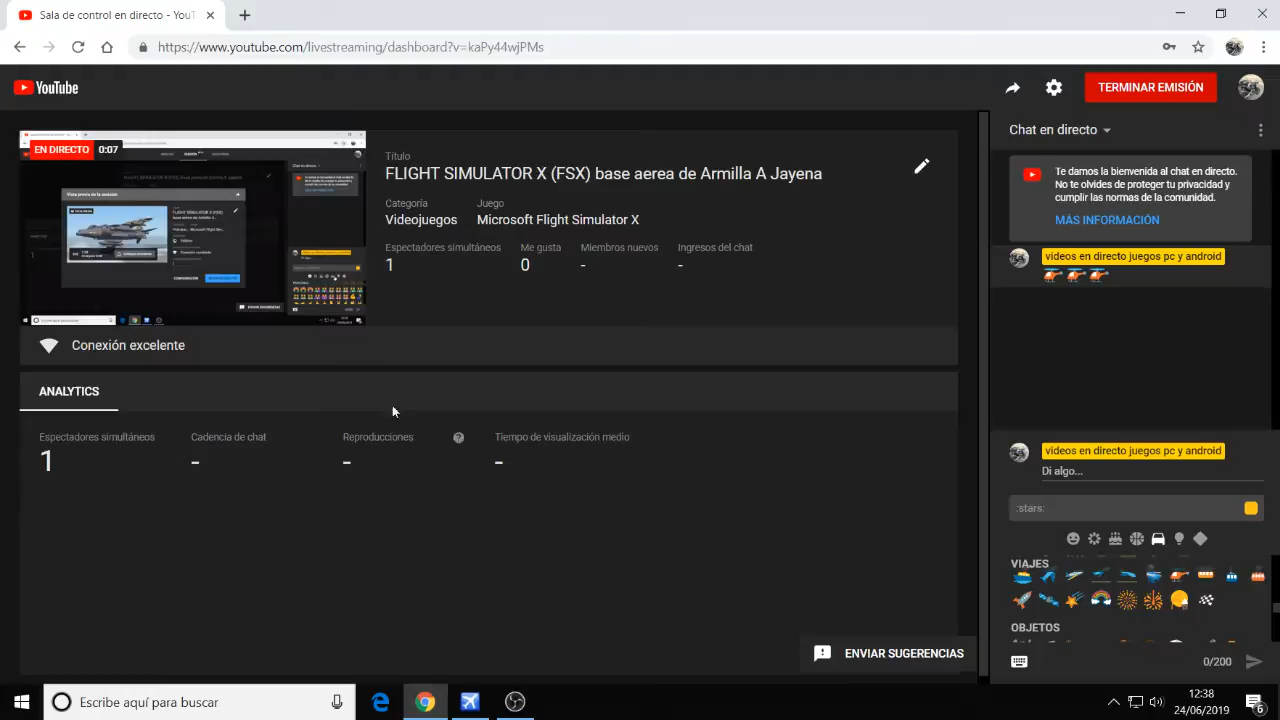 Sala de control en directo - YouT
https://www.youtube.com/livestreaming/dashboard?v=kaPy44wjPMs
YouTube
TERMINAR EMISIÓN
EN DIRECTO 0:07
Título
FLIGHT SIMULATOR X (FSX) base aerea de Armilla A Jayena
Categoría Juego
Videojuegos Microsoft Flight Simulator X
Espectadores simultáneos Me gusta Miembros nuevos Ingresos del chat
1 0 - -
Conexión excelente
ANALYTICS
Espectadores simultáneos Cadencia de chat Reproducciones ? Tiempo de visualización medio
1 - - -
ENVIAR SUGERENCIAS
Chat en directo
Te damos la bienvenida al chat en directo.
No te olvides de proteger tu privacidad y
cumplir las normas de la comunidad.
MÁS INFORMACIÓN
videos en directo juegos pc y android
videos en directo juegos pc y android
Di algo...
:stars:
VIAJES
OBJETOS
0/200
Escribe aquí para buscar
12:38
24/06/2019
6